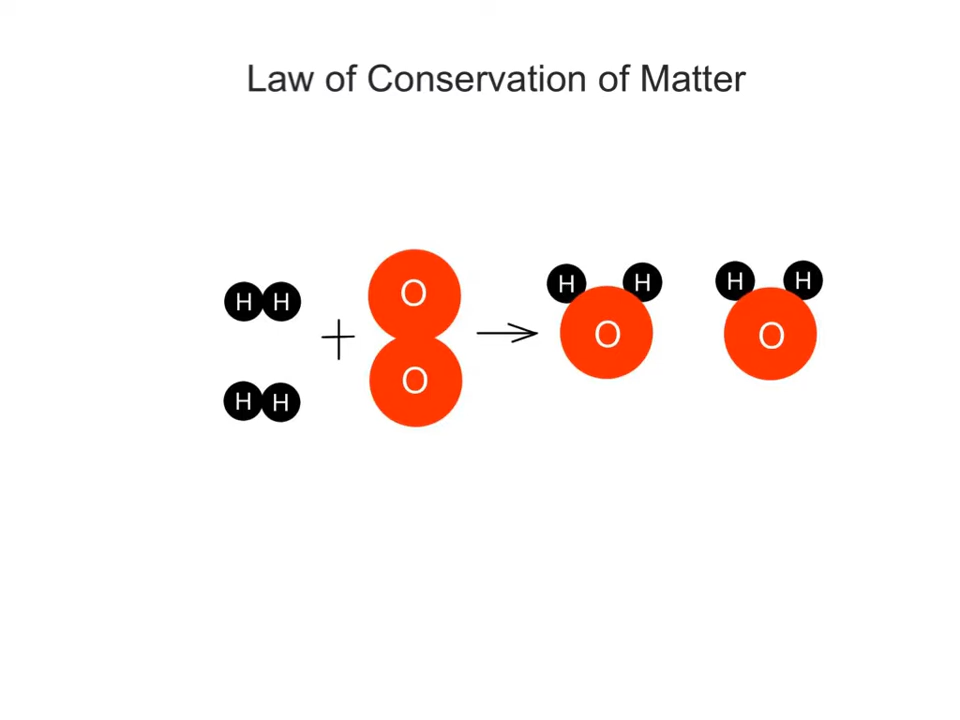 Law of Conservation of Matter
H H + O → H O H H O H
H H O